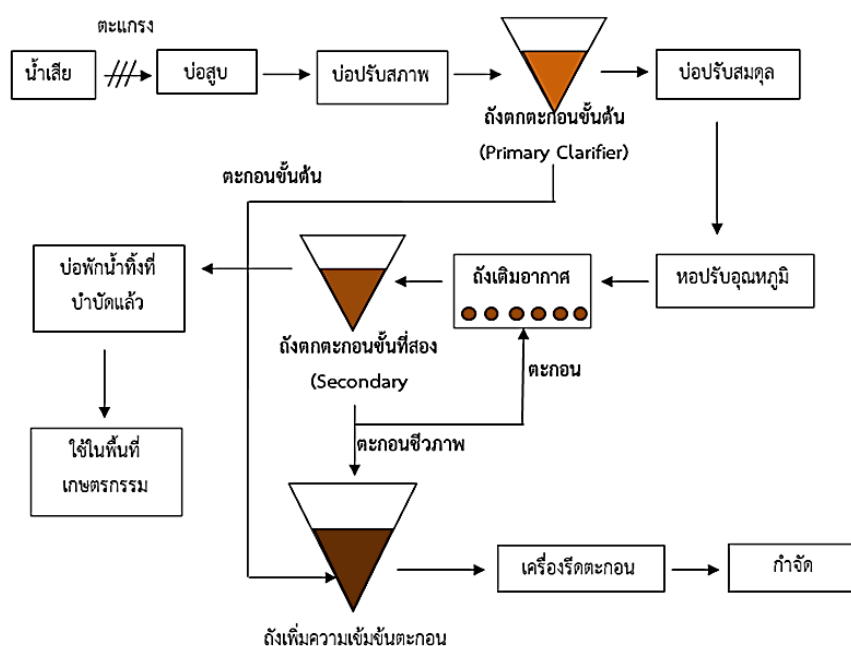 ตะแกรง
น้ำเสีย
บ่อสูบ
บ่อปรับสภาพ
บ่อปรับสมดุล
ถังตกตะกอนขั้นต้น
(Primary Clarifier)
ตะกอนขั้นต้น
บ่อพักน้ำทิ้งที่
บำบัดแล้ว
ถังเติมอากาศ
หอปรับอุณหภูมิ
ถังตกตะกอนขั้นที่สอง
(Secondary
ตะกอน
ตะกอนชีวภาพ
ใช้ในพื้นที่
เกษตรกรรม
เครื่องรีดตะกอน
กำจัด
ถังเพิ่มความเข้มข้นตะกอน